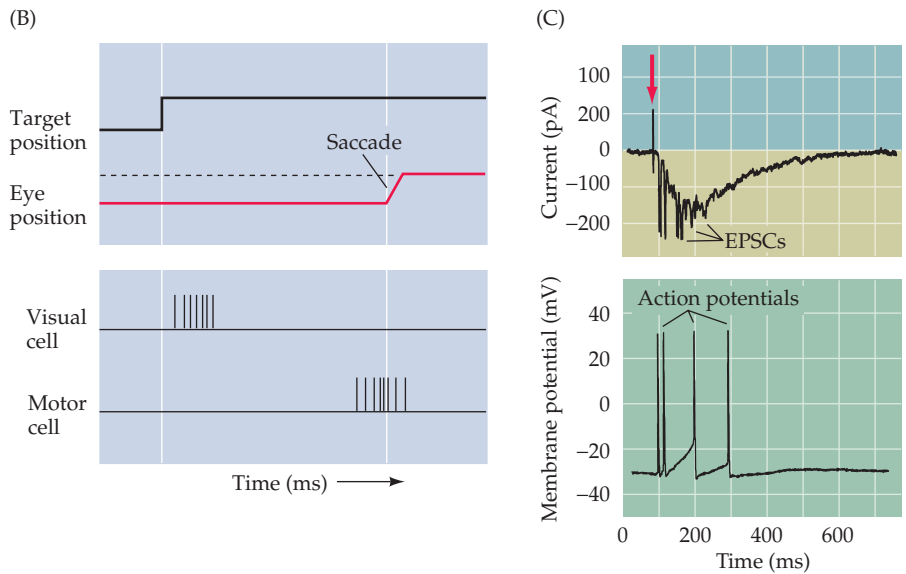 (B)
Target
position
Saccade
Eye
position
Visual
cell
Motor
cell
Time (ms)
(C)
Current (pA)
100
200
0
−100
−200
EPSCs
Membrane potential (mV)
Action potentials
40
20
0
−20
−40
0
200
400
600
Time (ms)